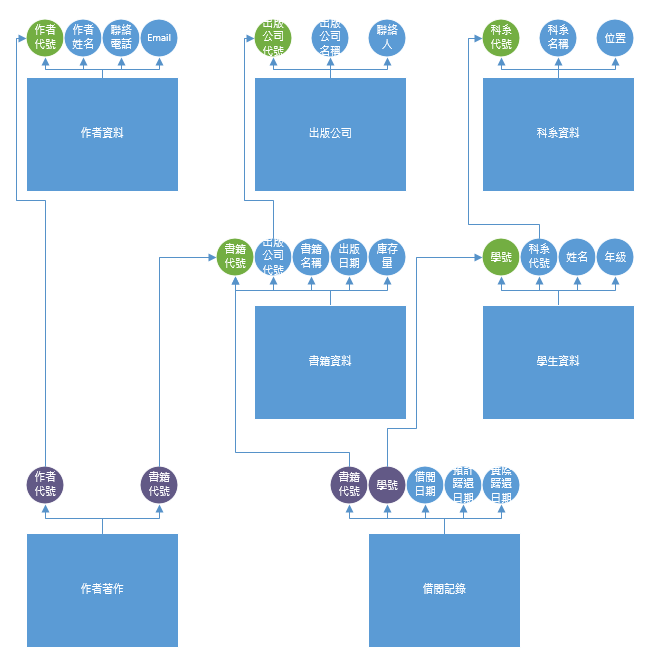 作者
代號
作者
姓名
聯絡
電話
Email
出版
公司
代號
出版
公司
名稱
聯絡
人
科系
代號
科系
名稱
位置
作者資料
出版公司
科系資料
書籍
代號
出版
公司
代號
書籍
名稱
出版
日期
庫存
量
學號
科系
代號
姓名
年級
書籍資料
學生資料
作者
代號
書籍
代號
書籍
代號
學號
借閱
日期
預計
歸還
日期
實際
歸還
日期
作者著作
借閱記錄